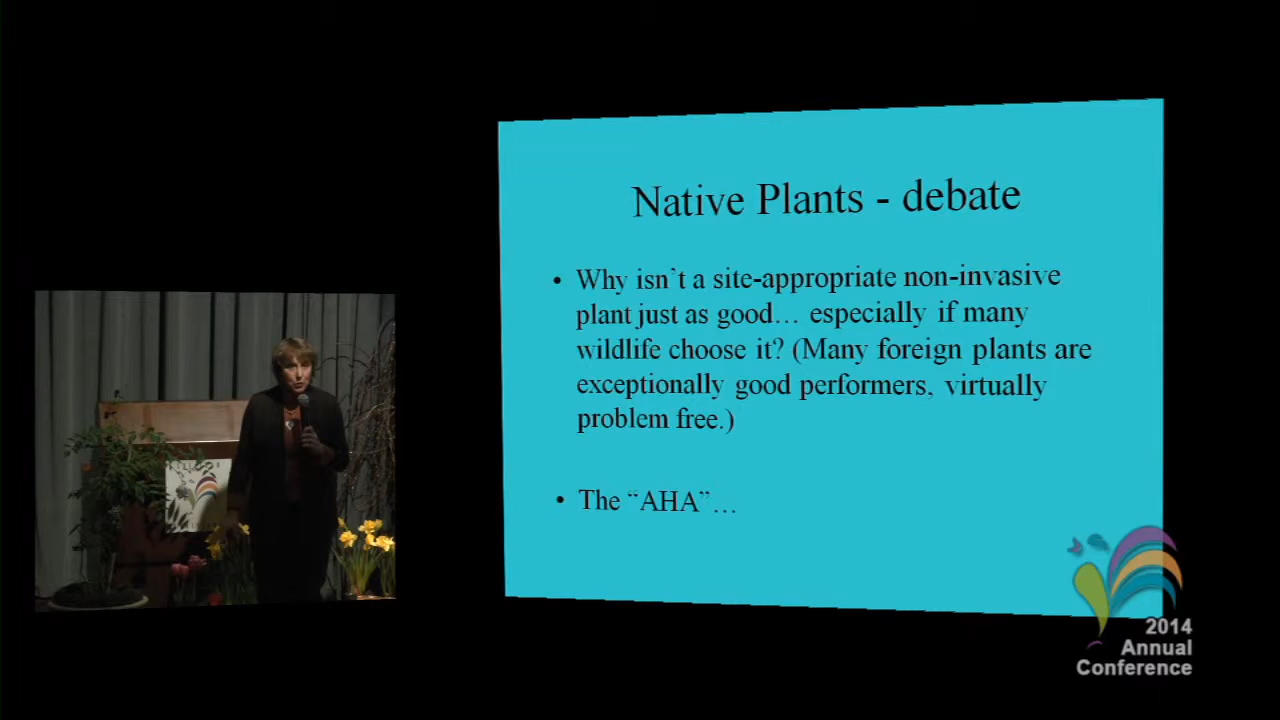 Native Plants - debate
• Why isn't a site-appropriate non-invasive
plant just as good… especially if many
wildlife choose it? (Many foreign plants are
exceptionally good performers, virtually
problem free.)
• The “AHA”…
2014
Annual
Conference